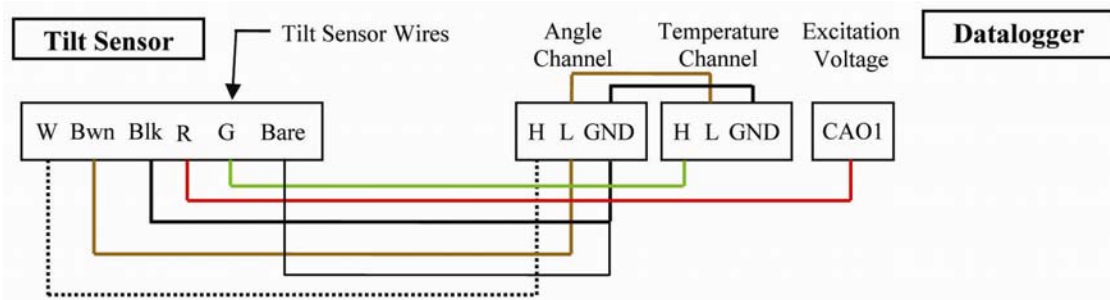 Tilt Sensor
Tilt Sensor Wires
Angle
Channel
Temperature
Channel
Excitation
Voltage
Datalogger
W Bwn Blk R G Bare
H L GND
H L GND
CAO1